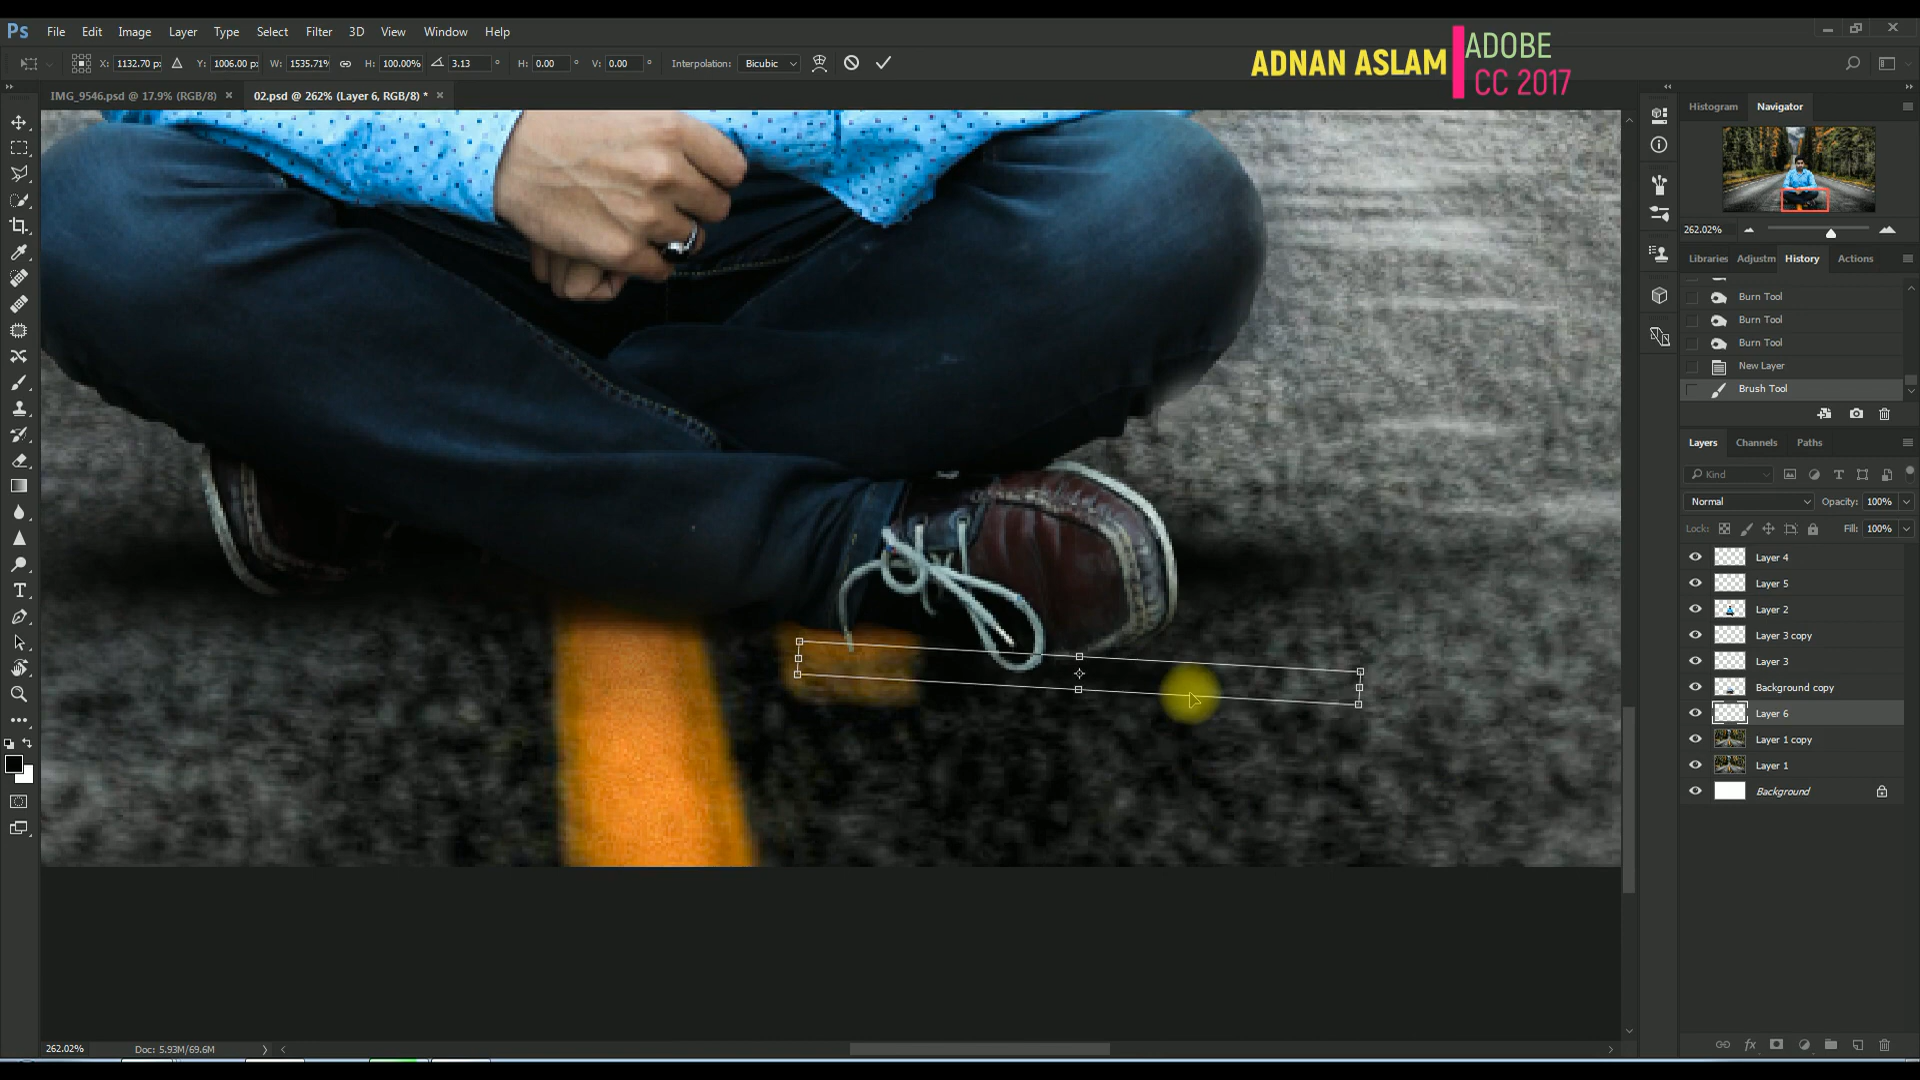 Ps File Edit Image Layer Type Select Filter 3D View Window Help
X: 1132.70 p: Y: 1006.00 p: W: 1535.71% H: 100.00% 3.13 ° H: 0.00 ° V: 0.00 ° Interpolation: Bicubic
ADNAN ASLAM ADOBE
CC 2017
IMG_9546.psd @ 17.9% (RGB/8) × 02.psd @ 262% (Layer 6, RGB/8) * ×
Histogram Navigator
262.02%
Libraries Adjustm History Actions
Burn Tool
Burn Tool
Burn Tool
New Layer
Brush Tool
Layers Channels Paths
Kind
Normal Opacity: 100%
Lock: Fill: 100%
Layer 4
Layer 5
Layer 2
Layer 3 copy
Layer 3
Background copy
Layer 6
Layer 1 copy
Layer 1
Background
262.02% Doc: 5.93M/69.6M